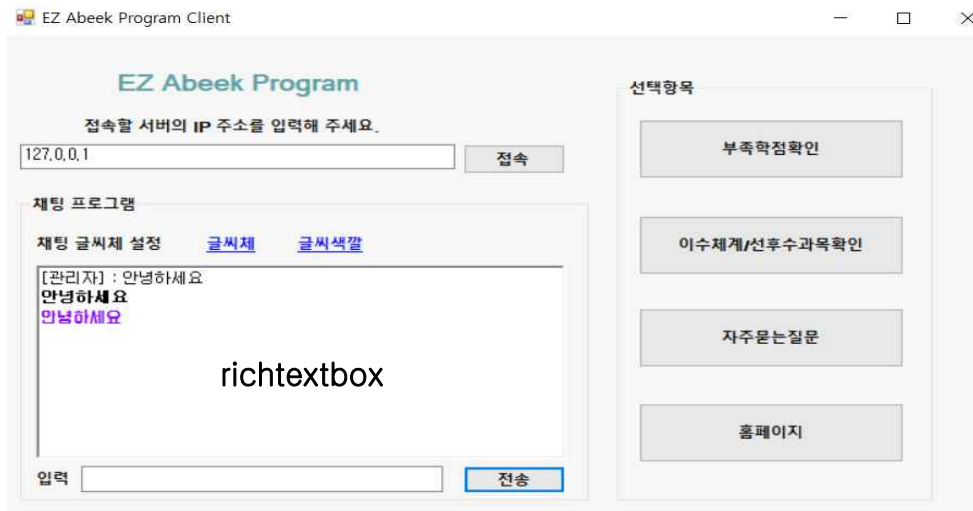 EZ Abeek Program Client
EZ Abeek Program
접속할 서버의 IP 주소를 입력해 주세요.
127.0.0.1
접속
채팅 프로그램
채팅 글씨체 설정 글씨체 글씨색깔
[관리자] : 안녕하세요
안녕하세요
안녕하세요
richtextbox
입력
전송
선택항목
부족학점확인
이수체계/선후수과목확인
자주묻는질문
홈페이지